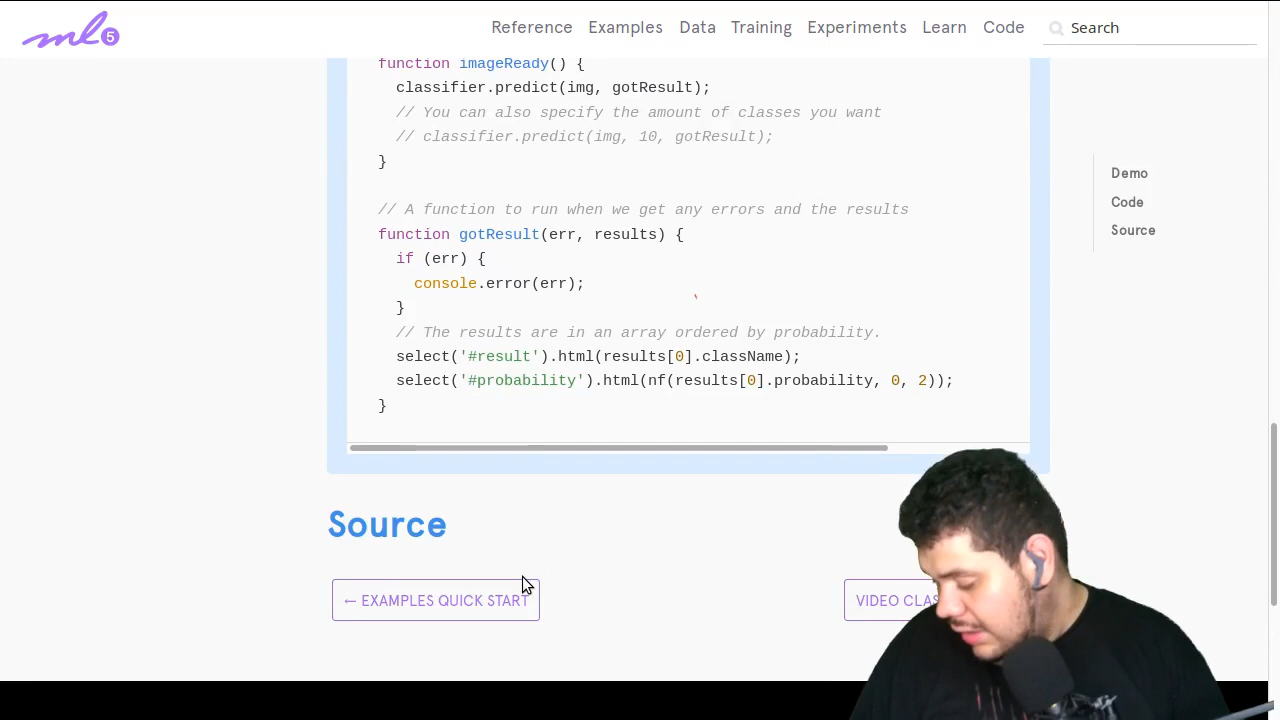 ml5
Reference Examples Data Training Experiments Learn Code Search
function imageReady() {
classifier.predict(img, gotResult);
// You can also specify the amount of classes you want
// classifier.predict(img, 10, gotResult);
}
// A function to run when we get any errors and the results
function gotResult(err, results) {
if (err) {
console.error(err);
}
// The results are in an array ordered by probability.
select('#result').html(results[0].className);
select('#probability').html(nf(results[0].probability, 0, 2));
}
Demo
Code
Source
Source
← EXAMPLES QUICK START
VIDEO CLAS